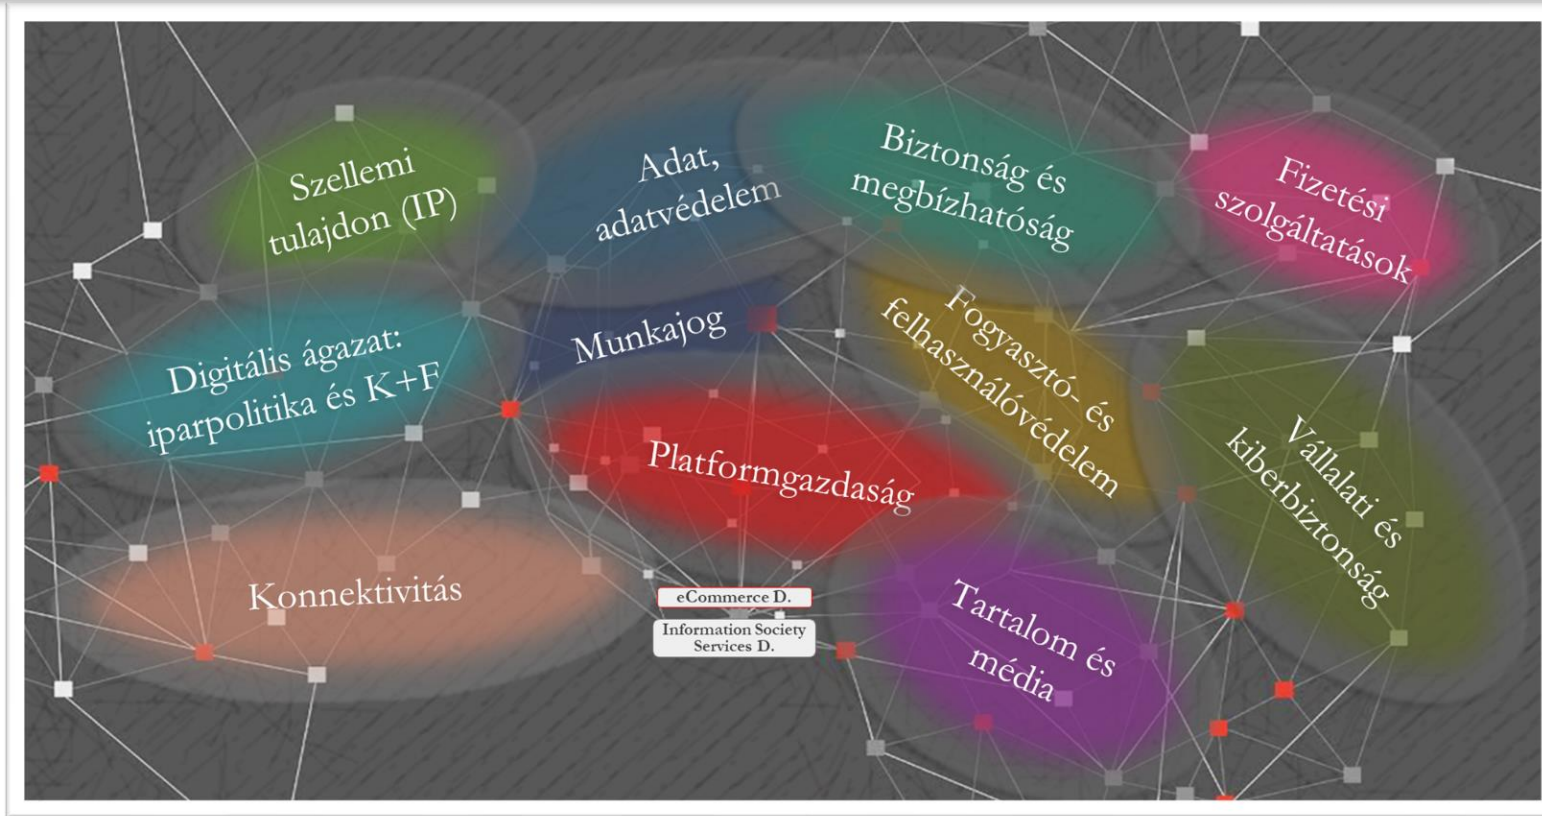 Szellemi
tulajdon (IP)
Adat,
adatvédelem
Biztonság és
megbízhatóság
Fizetési
szolgáltatások
Digitális ágazat:
iparpolitika és K+F
Munkajog
Fogyasztó- és
felhasználóvédelem
Vállalati és
kiberbiztonság
Platformgazdaság
Konnektivitás
eCommerce D.
Information Society
Services D.
Tartalom és
média